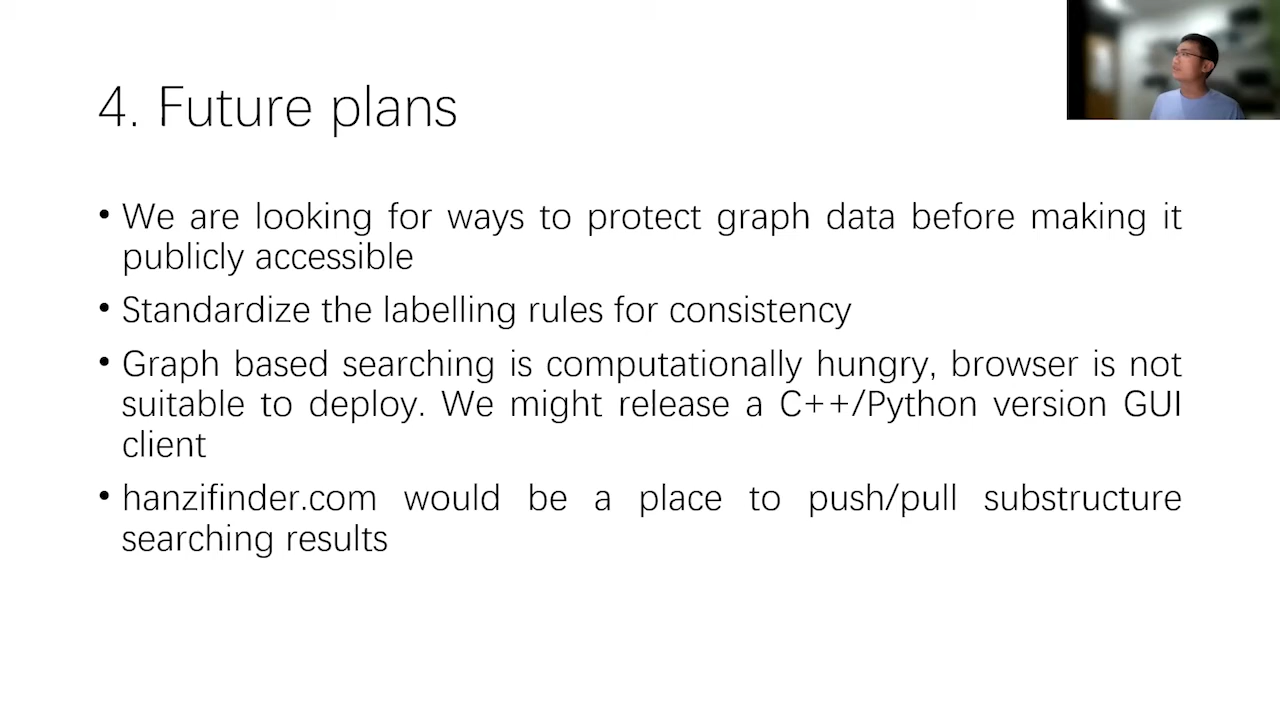 4. Future plans
• We are looking for ways to protect graph data before making it
publicly accessible
• Standardize the labelling rules for consistency
• Graph based searching is computationally hungry, browser is not
suitable to deploy. We might release a C++/Python version GUI
client
• hanzifinder.com would be a place to push/pull substructure
searching results